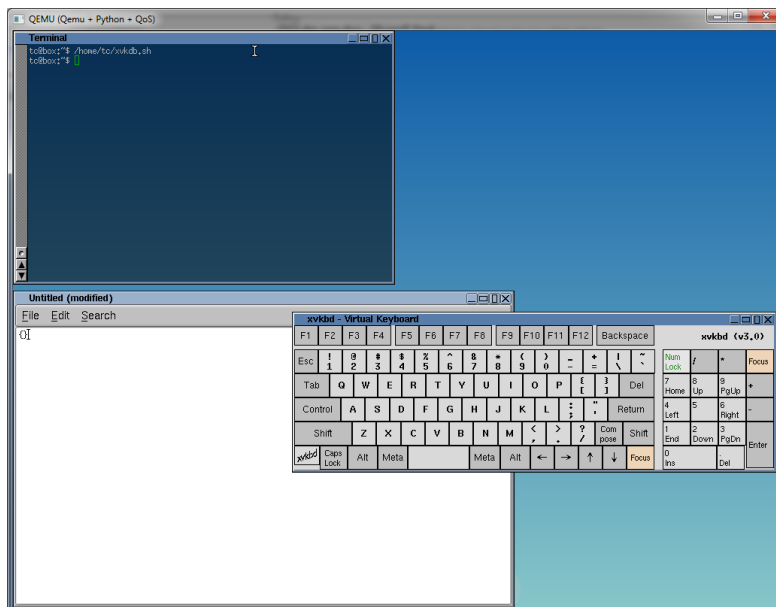 QEMU (Qemu + Python + QoS)
Terminal
tc@box:~$ /home/tc/xvkdb.sh
tc@box:~$
Untitled (modified)
File Edit Search
{}
xvkbd - Virtual Keyboard
F1 F2 F3 F4 F5 F6 F7 F8 F9 F10 F11 F12 Backspace xvkbd (v3.0)
Esc ! 1 @ 2 # 3 $ 4 % 5 ^ 6 & 7 * 8 ( 9 ) 0 _ - + = | \ ~ ` Num Lock / * Focus
Tab Q W E R T Y U I O P { [ } ] Del 7 Home 8 Up 9 PgUp +
Control A S D F G H J K L : ; " ' Return 4 Left 5 6 Right -
Shift Z X C V B N M < , > . ? / Com pose Shift 1 End 2 Down 3 PgDn Enter
xvkbd Caps Lock Alt Meta Meta Alt ← → ↑ ↓ Focus 0 Ins . Del